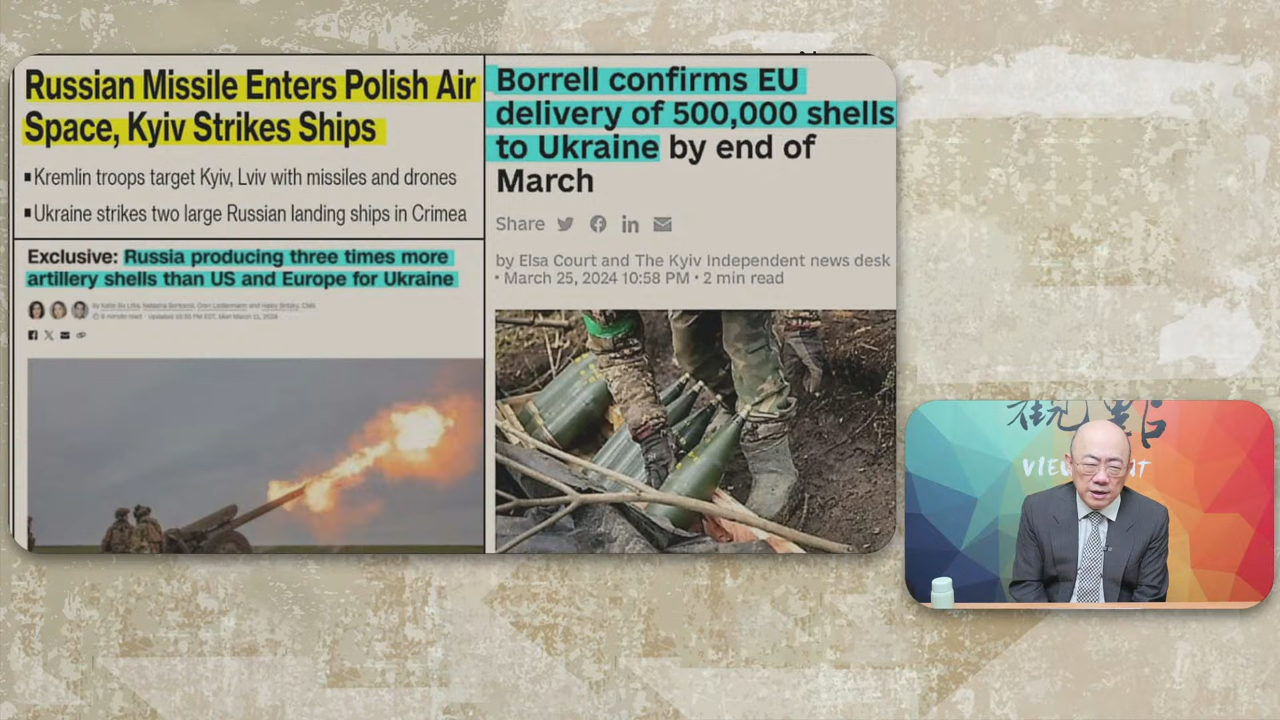 Russian Missile Enters Polish Air
Space, Kyiv Strikes Ships
Kremlin troops target Kyiv, Lviv with missiles and drones
Ukraine strikes two large Russian landing ships in Crimea
Exclusive: Russia producing three times more
artillery shells than US and Europe for Ukraine
Borrell confirms EU
delivery of 500,000 shells
to Ukraine by end of
March
Share
by Elsa Court and The Kyiv Independent news desk
• March 25, 2024 10:58 PM • 2 min read
觀點